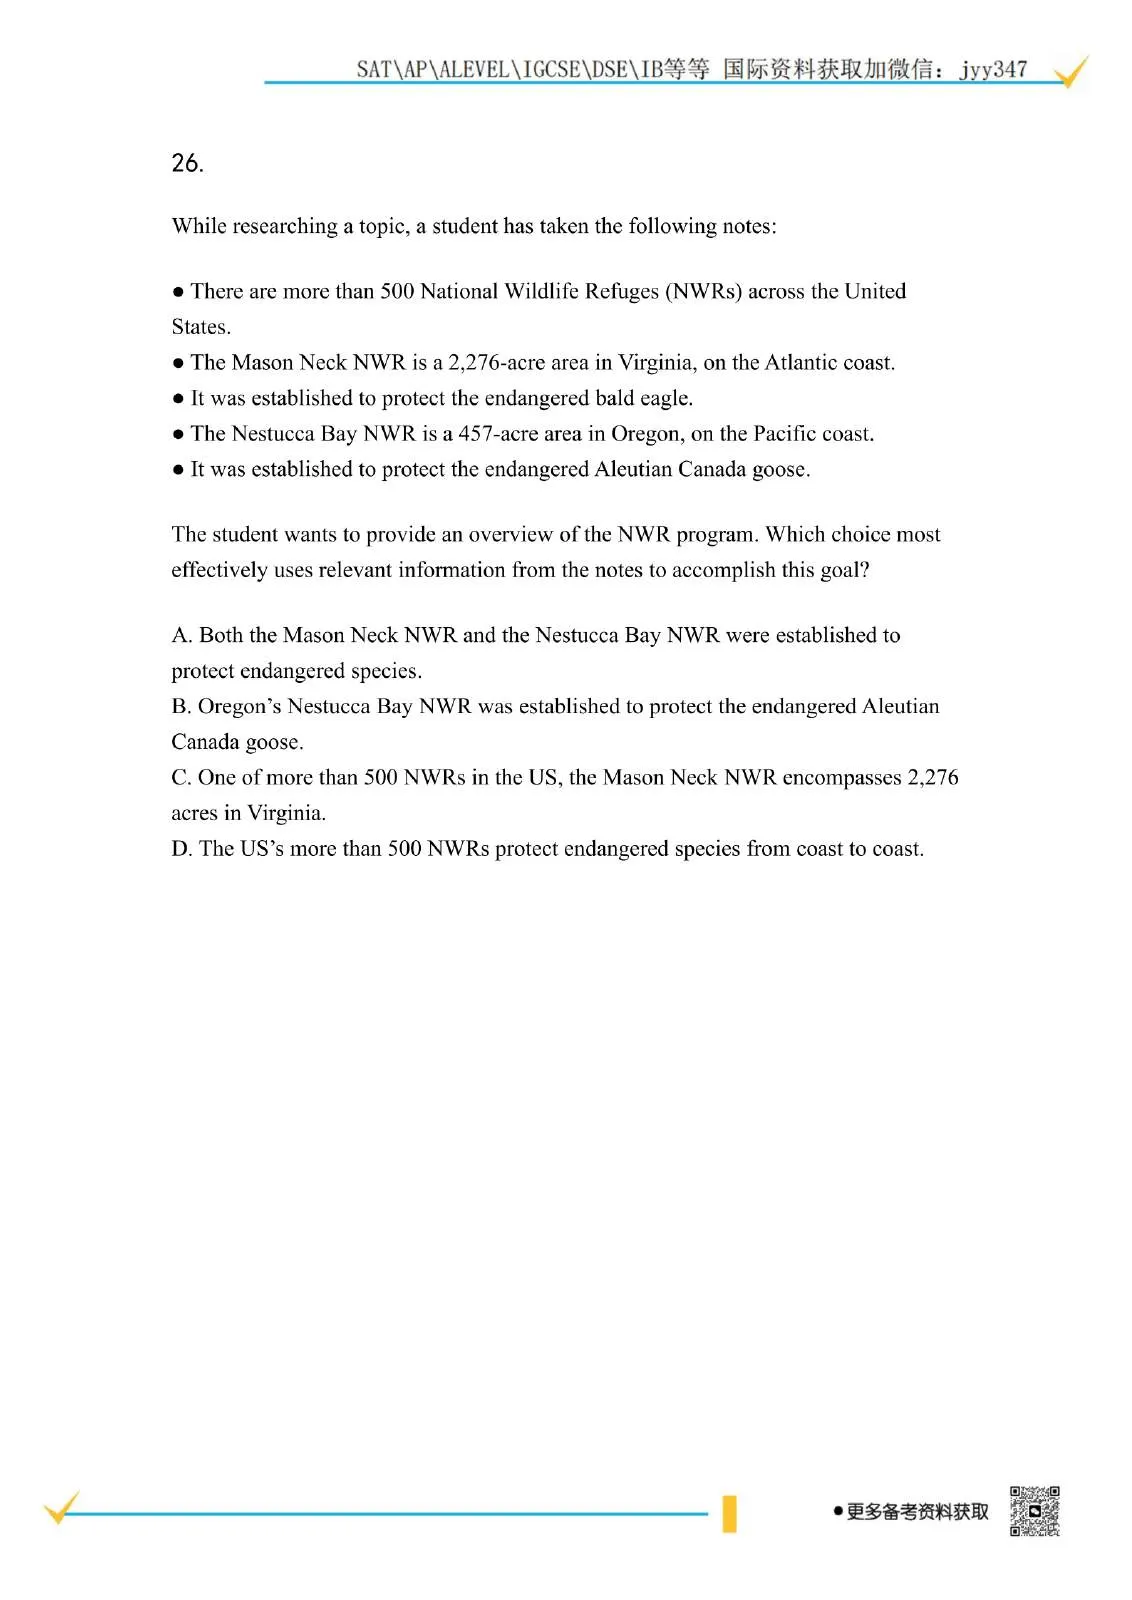 SAT\AP\ALEVEL\IGCSE\DSE\IB等等 国际资料获取加微信：jyy347
26.
While researching a topic, a student has taken the following notes:
● There are more than 500 National Wildlife Refuges (NWRs) across the United
States.
● The Mason Neck NWR is a 2,276-acre area in Virginia, on the Atlantic coast.
● It was established to protect the endangered bald eagle.
● The Nestucca Bay NWR is a 457-acre area in Oregon, on the Pacific coast.
● It was established to protect the endangered Aleutian Canada goose.
The student wants to provide an overview of the NWR program. Which choice most
effectively uses relevant information from the notes to accomplish this goal?
A. Both the Mason Neck NWR and the Nestucca Bay NWR were established to
protect endangered species.
B. Oregon’s Nestucca Bay NWR was established to protect the endangered Aleutian
Canada goose.
C. One of more than 500 NWRs in the US, the Mason Neck NWR encompasses 2,276
acres in Virginia.
D. The US’s more than 500 NWRs protect endangered species from coast to coast.
●更多备考资料获取